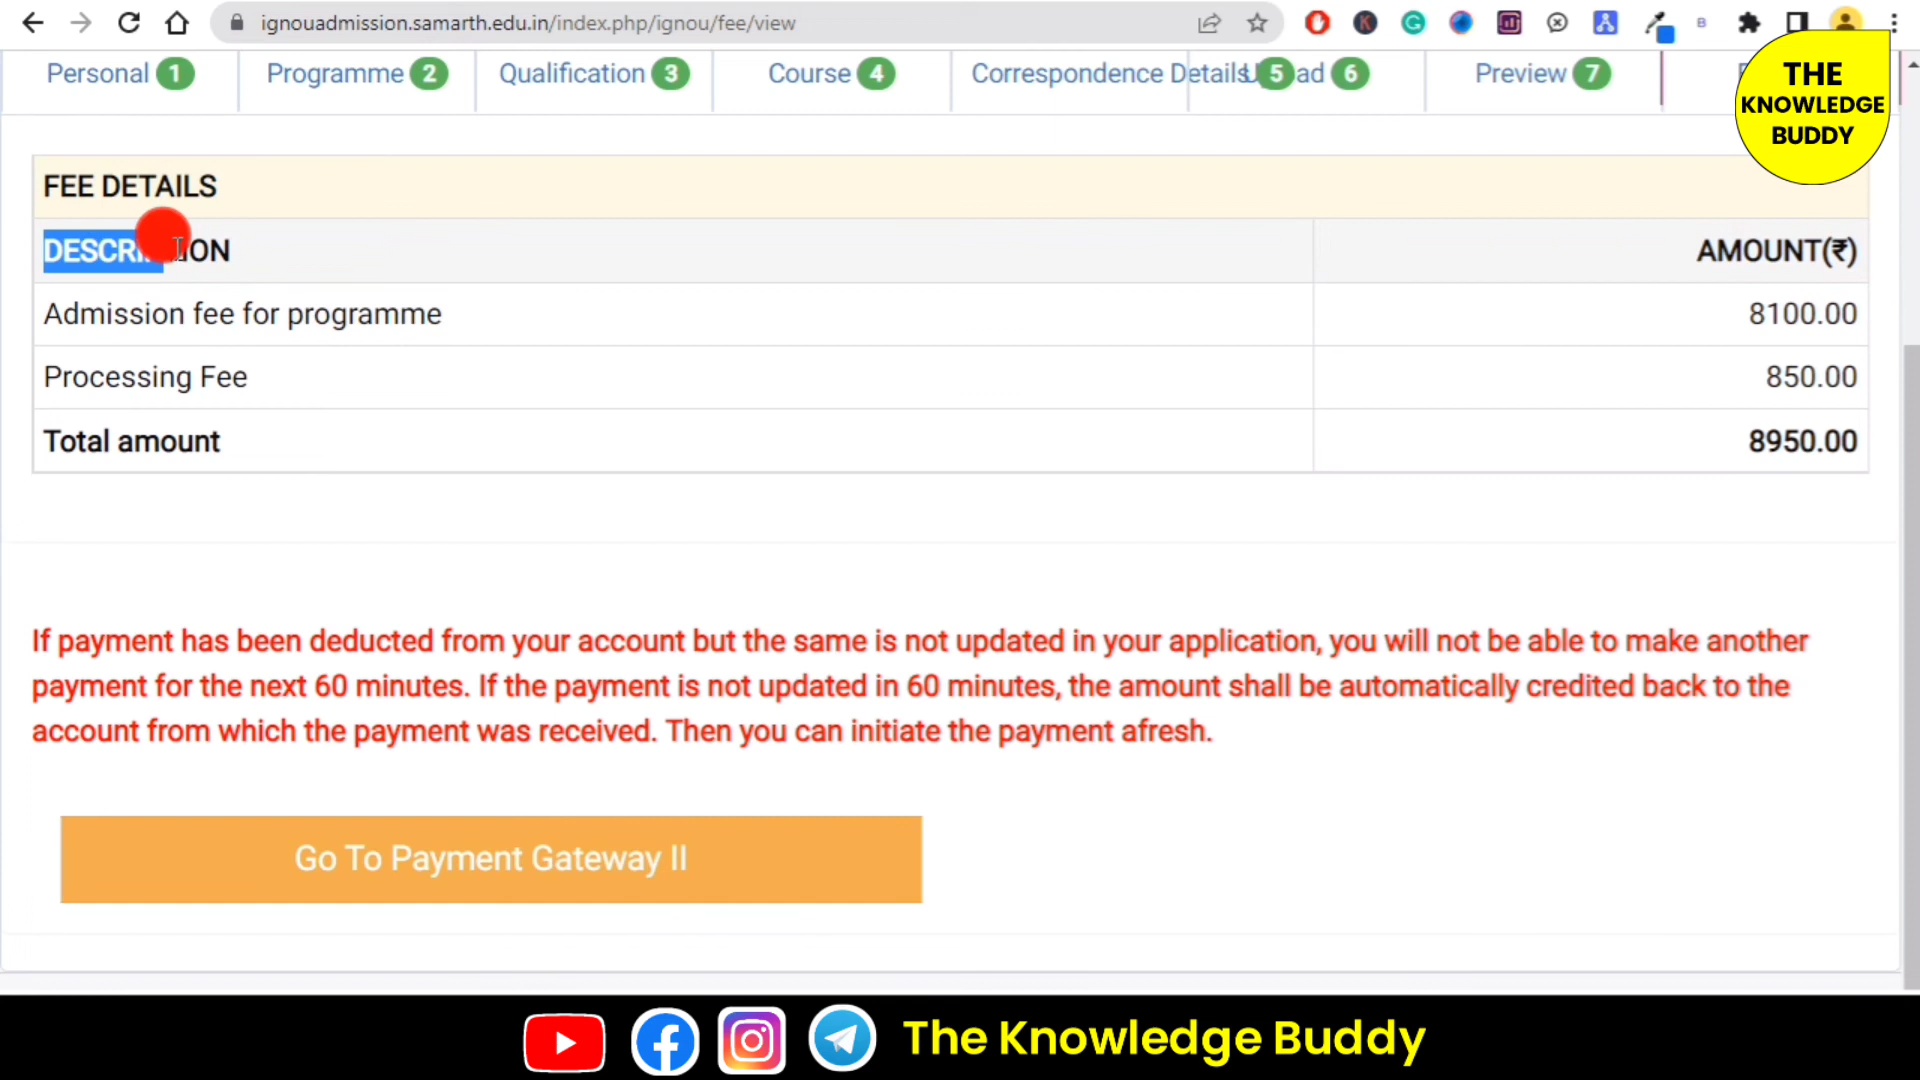 ignouadmission.samarth.edu.in/index.php/ignou/fee/view
Personal 1 Programme 2 Qualification 3 Course 4 Correspondence Details 5 6 Preview 7
THE
KNOWLEDGE
BUDDY
FEE DETAILS
AMOUNT(₹)
Admission fee for programme 8100.00
Processing Fee 850.00
Total amount 8950.00
If payment has been deducted from your account but the same is not updated in your application, you will not be able to make another
payment for the next 60 minutes. If the payment is not updated in 60 minutes, the amount shall be automatically credited back to the
account from which the payment was received. Then you can initiate the payment afresh.
Go To Payment Gateway II
The Knowledge Buddy